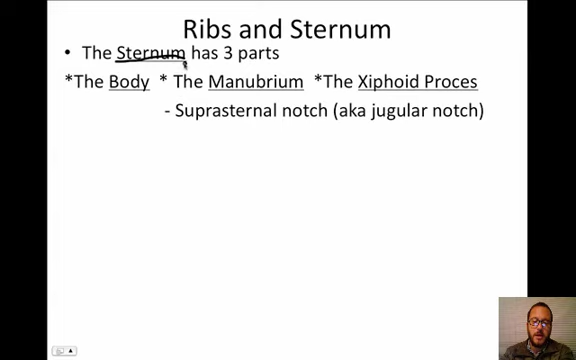 Ribs and Sternum
• The Sternum has 3 parts
*The Body * The Manubrium *The Xiphoid Proces
- Suprasternal notch (aka jugular notch)